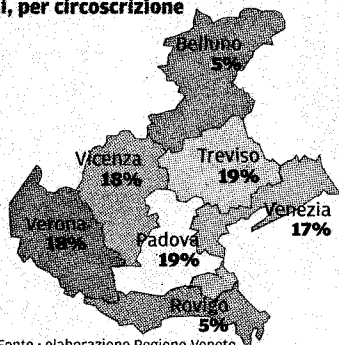 i, per circoscrizione
Belluno
5%
Vicenza
18%
Treviso
19%
Verona
18%
Padova
19%
Venezia
17%
Rovigo
5%
Fonte : elaborazione Regione Veneto